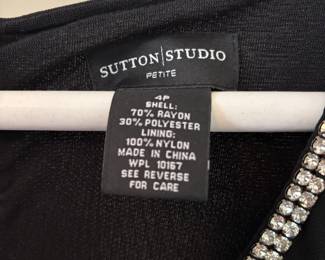 SUTTON|STUDIO
PETITE
4P
SHELL:
70% RAYON
30% POLYESTER
LINING:
100% NYLON
MADE IN CHINA
WPL 10167
SEE REVERSE
FOR CARE